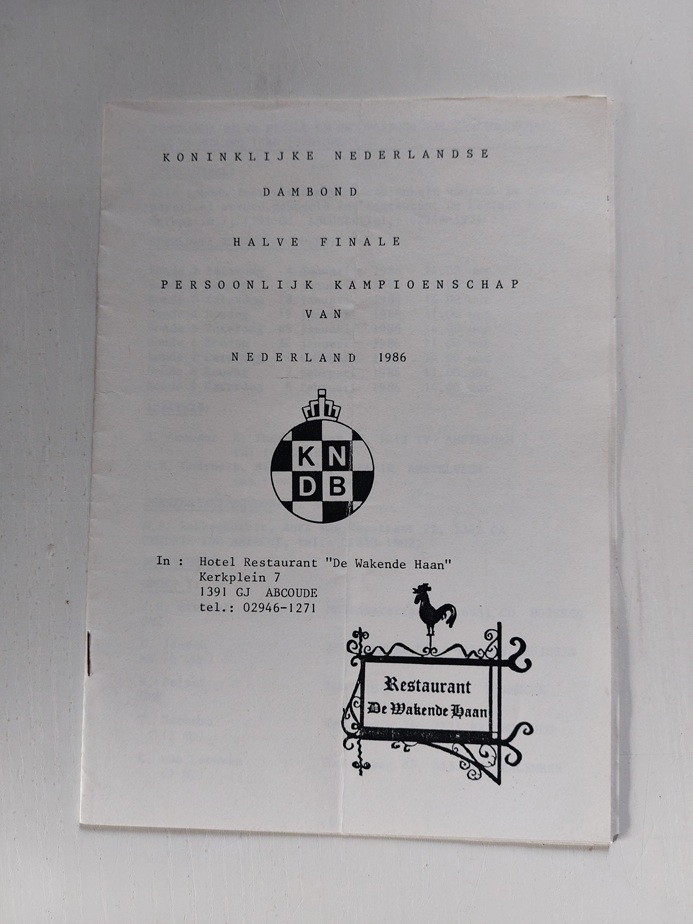 KONINKLIJKE NEDERLANDSE
DAMBOND
HALVE FINALE
PERSOONLIJK KAMPIOENSCHAP
VAN
NEDERLAND 1986
KN
DB
In : Hotel Restaurant "De Wakende Haan"
Kerkplein 7
1391 GJ ABCOUDE
tel.: 02946-1271
Restaurant
De Wakende Haan